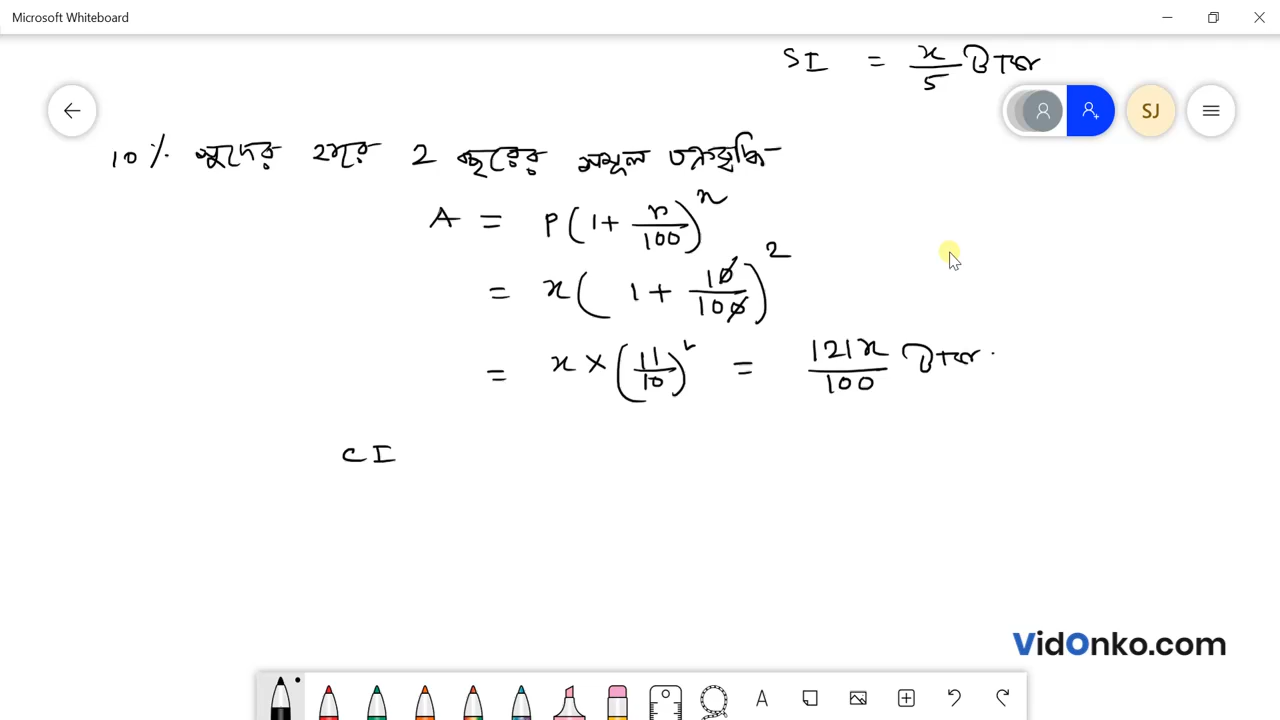 Microsoft Whiteboard
SI = x/5 টাকা
SJ
10% সুদের হারে 2 বছরের সমূল চক্রবৃদ্ধি-
A = P(1 + r/100)^n
= x(1 + 10/100)^2
= x × (11/10)^2 = 121x/100 টাকা.
CI
VidOnko.com
A